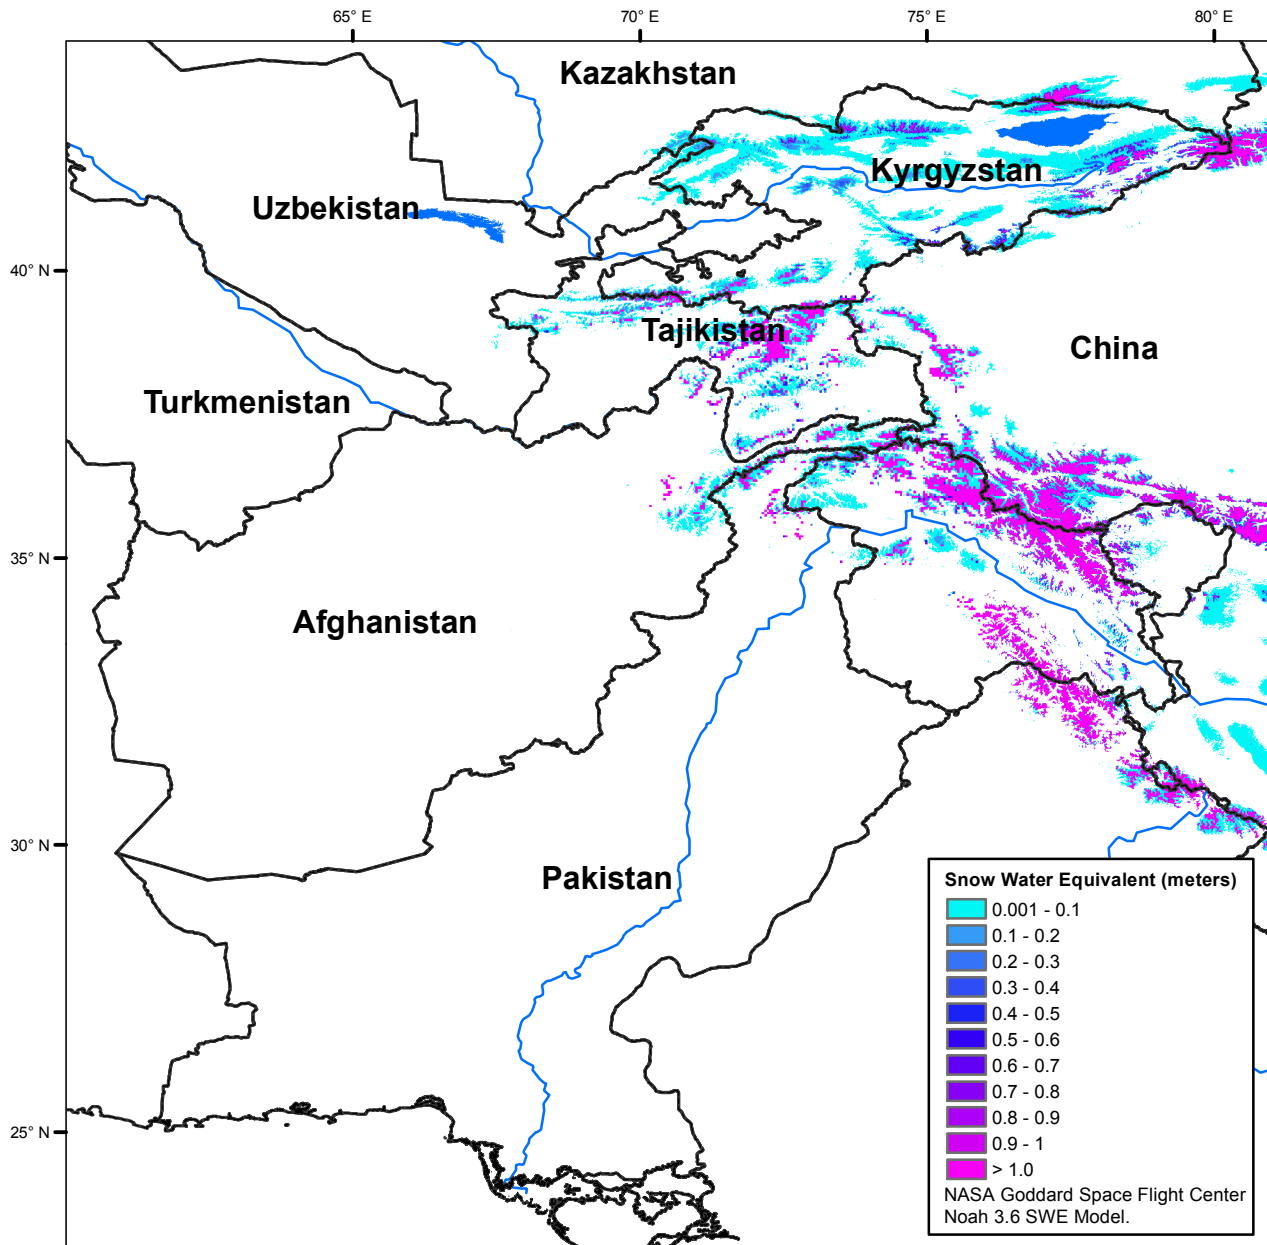 65° E
70° E
75° E
80° E
Kazakhstan
Kyrgyzstan
Uzbekistan
40° N
Tajikistan
China
Turkmenistan
35° N
Afghanistan
30° N
Pakistan
25° N
Snow Water Equivalent (meters)
0.001 - 0.1
0.1 - 0.2
0.2 - 0.3
0.3 - 0.4
0.4 - 0.5
0.5 - 0.6
0.6 - 0.7
0.7 - 0.8
0.8 - 0.9
0.9 - 1
> 1.0
NASA Goddard Space Flight Center
Noah 3.6 SWE Model.